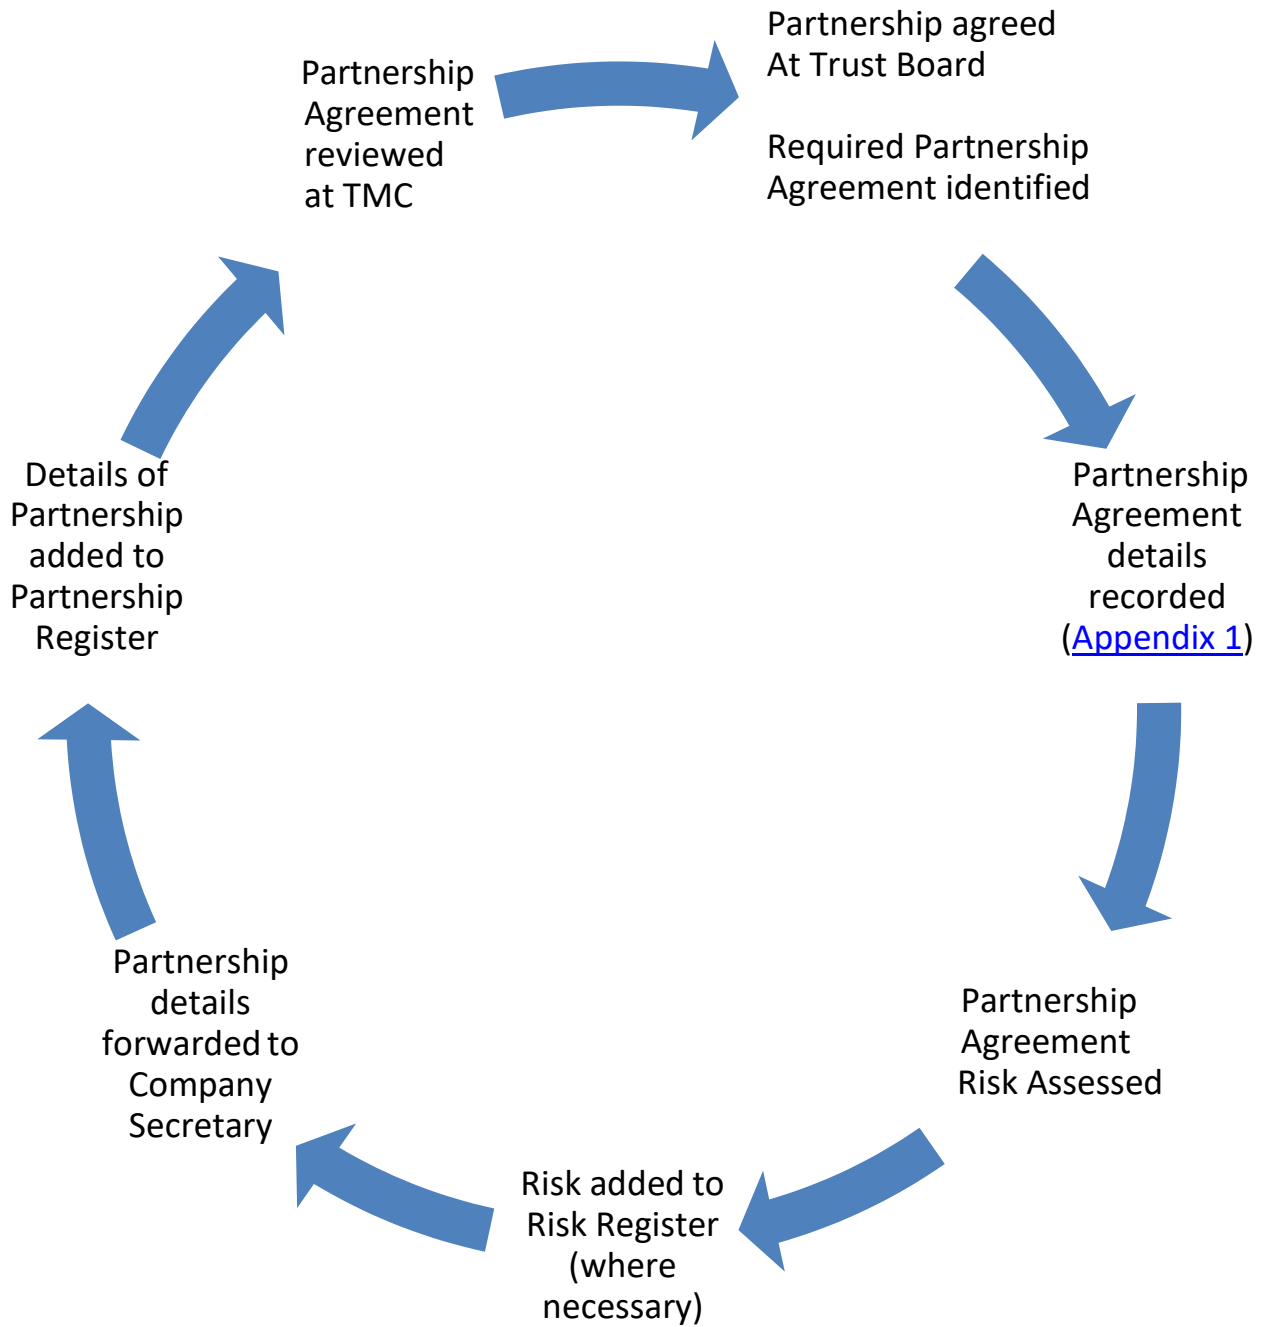 Partnership
Agreement
reviewed
at TMC
Partnership agreed
At Trust Board
Required Partnership
Agreement identified
Partnership
Agreement
details
recorded
(Appendix 1)
Partnership
Agreement
Risk Assessed
Risk added to
Risk Register
(where
necessary)
Partnership
details
forwarded to
Company
Secretary
Details of
Partnership
added to
Partnership
Register